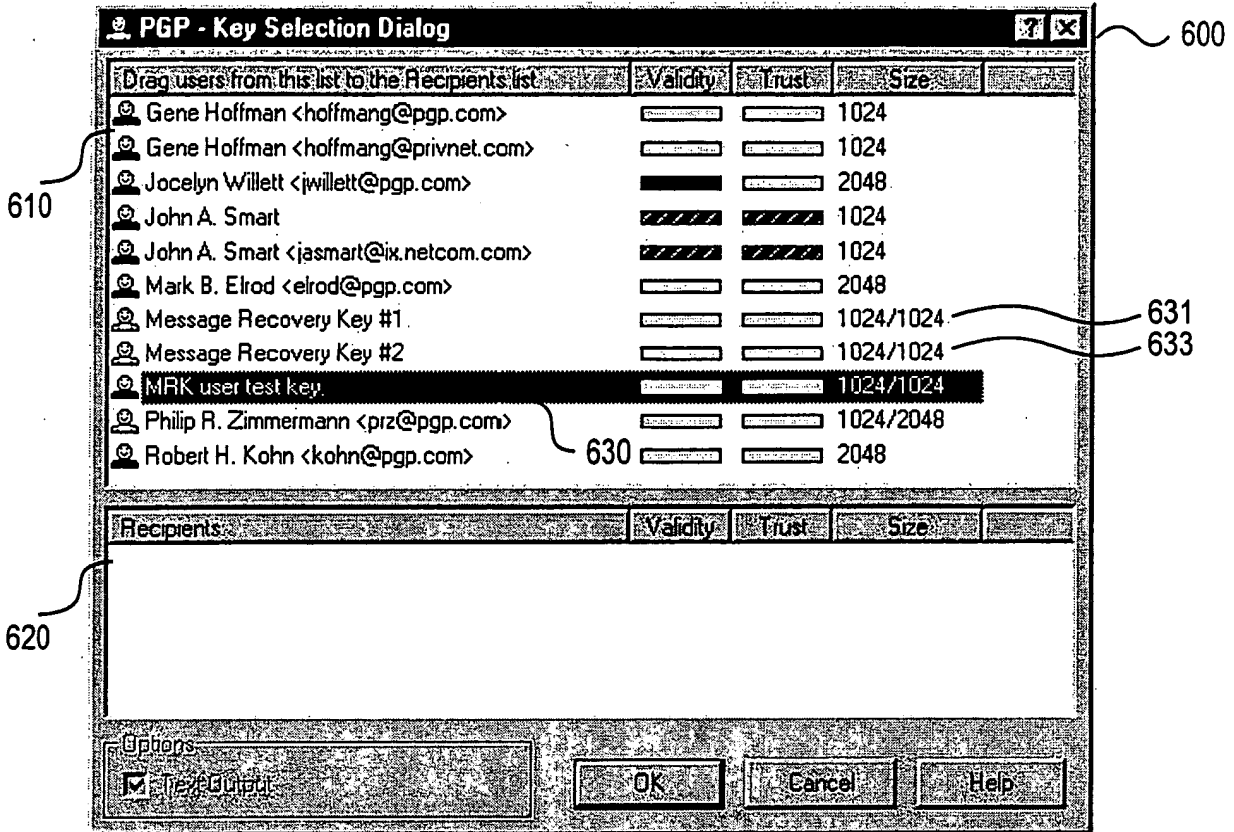 PGP - Key Selection Dialog
600
Drag users from this list to the Recipients list Validity Trust Size
Gene Hoffman <hoffmang@pgp.com> 1024
Gene Hoffman <hoffmang@privnet.com> 1024
610
Jocelyn Willett <jwillett@pgp.com> 2048
John A. Smart 1024
John A. Smart <jasmart@ix.netcom.com> 1024
Mark B. Elrod <elrod@pgp.com> 2048
Message Recovery Key #1 1024/1024 631
Message Recovery Key #2 1024/1024 633
MRK user test key. 1024/1024
Philip R. Zimmermann <prz@pgp.com> 1024/2048
Robert H. Kohn <kohn@pgp.com> 630 2048
Recipients Validity Trust Size
620
Options
Text Output
OK Cancel Help